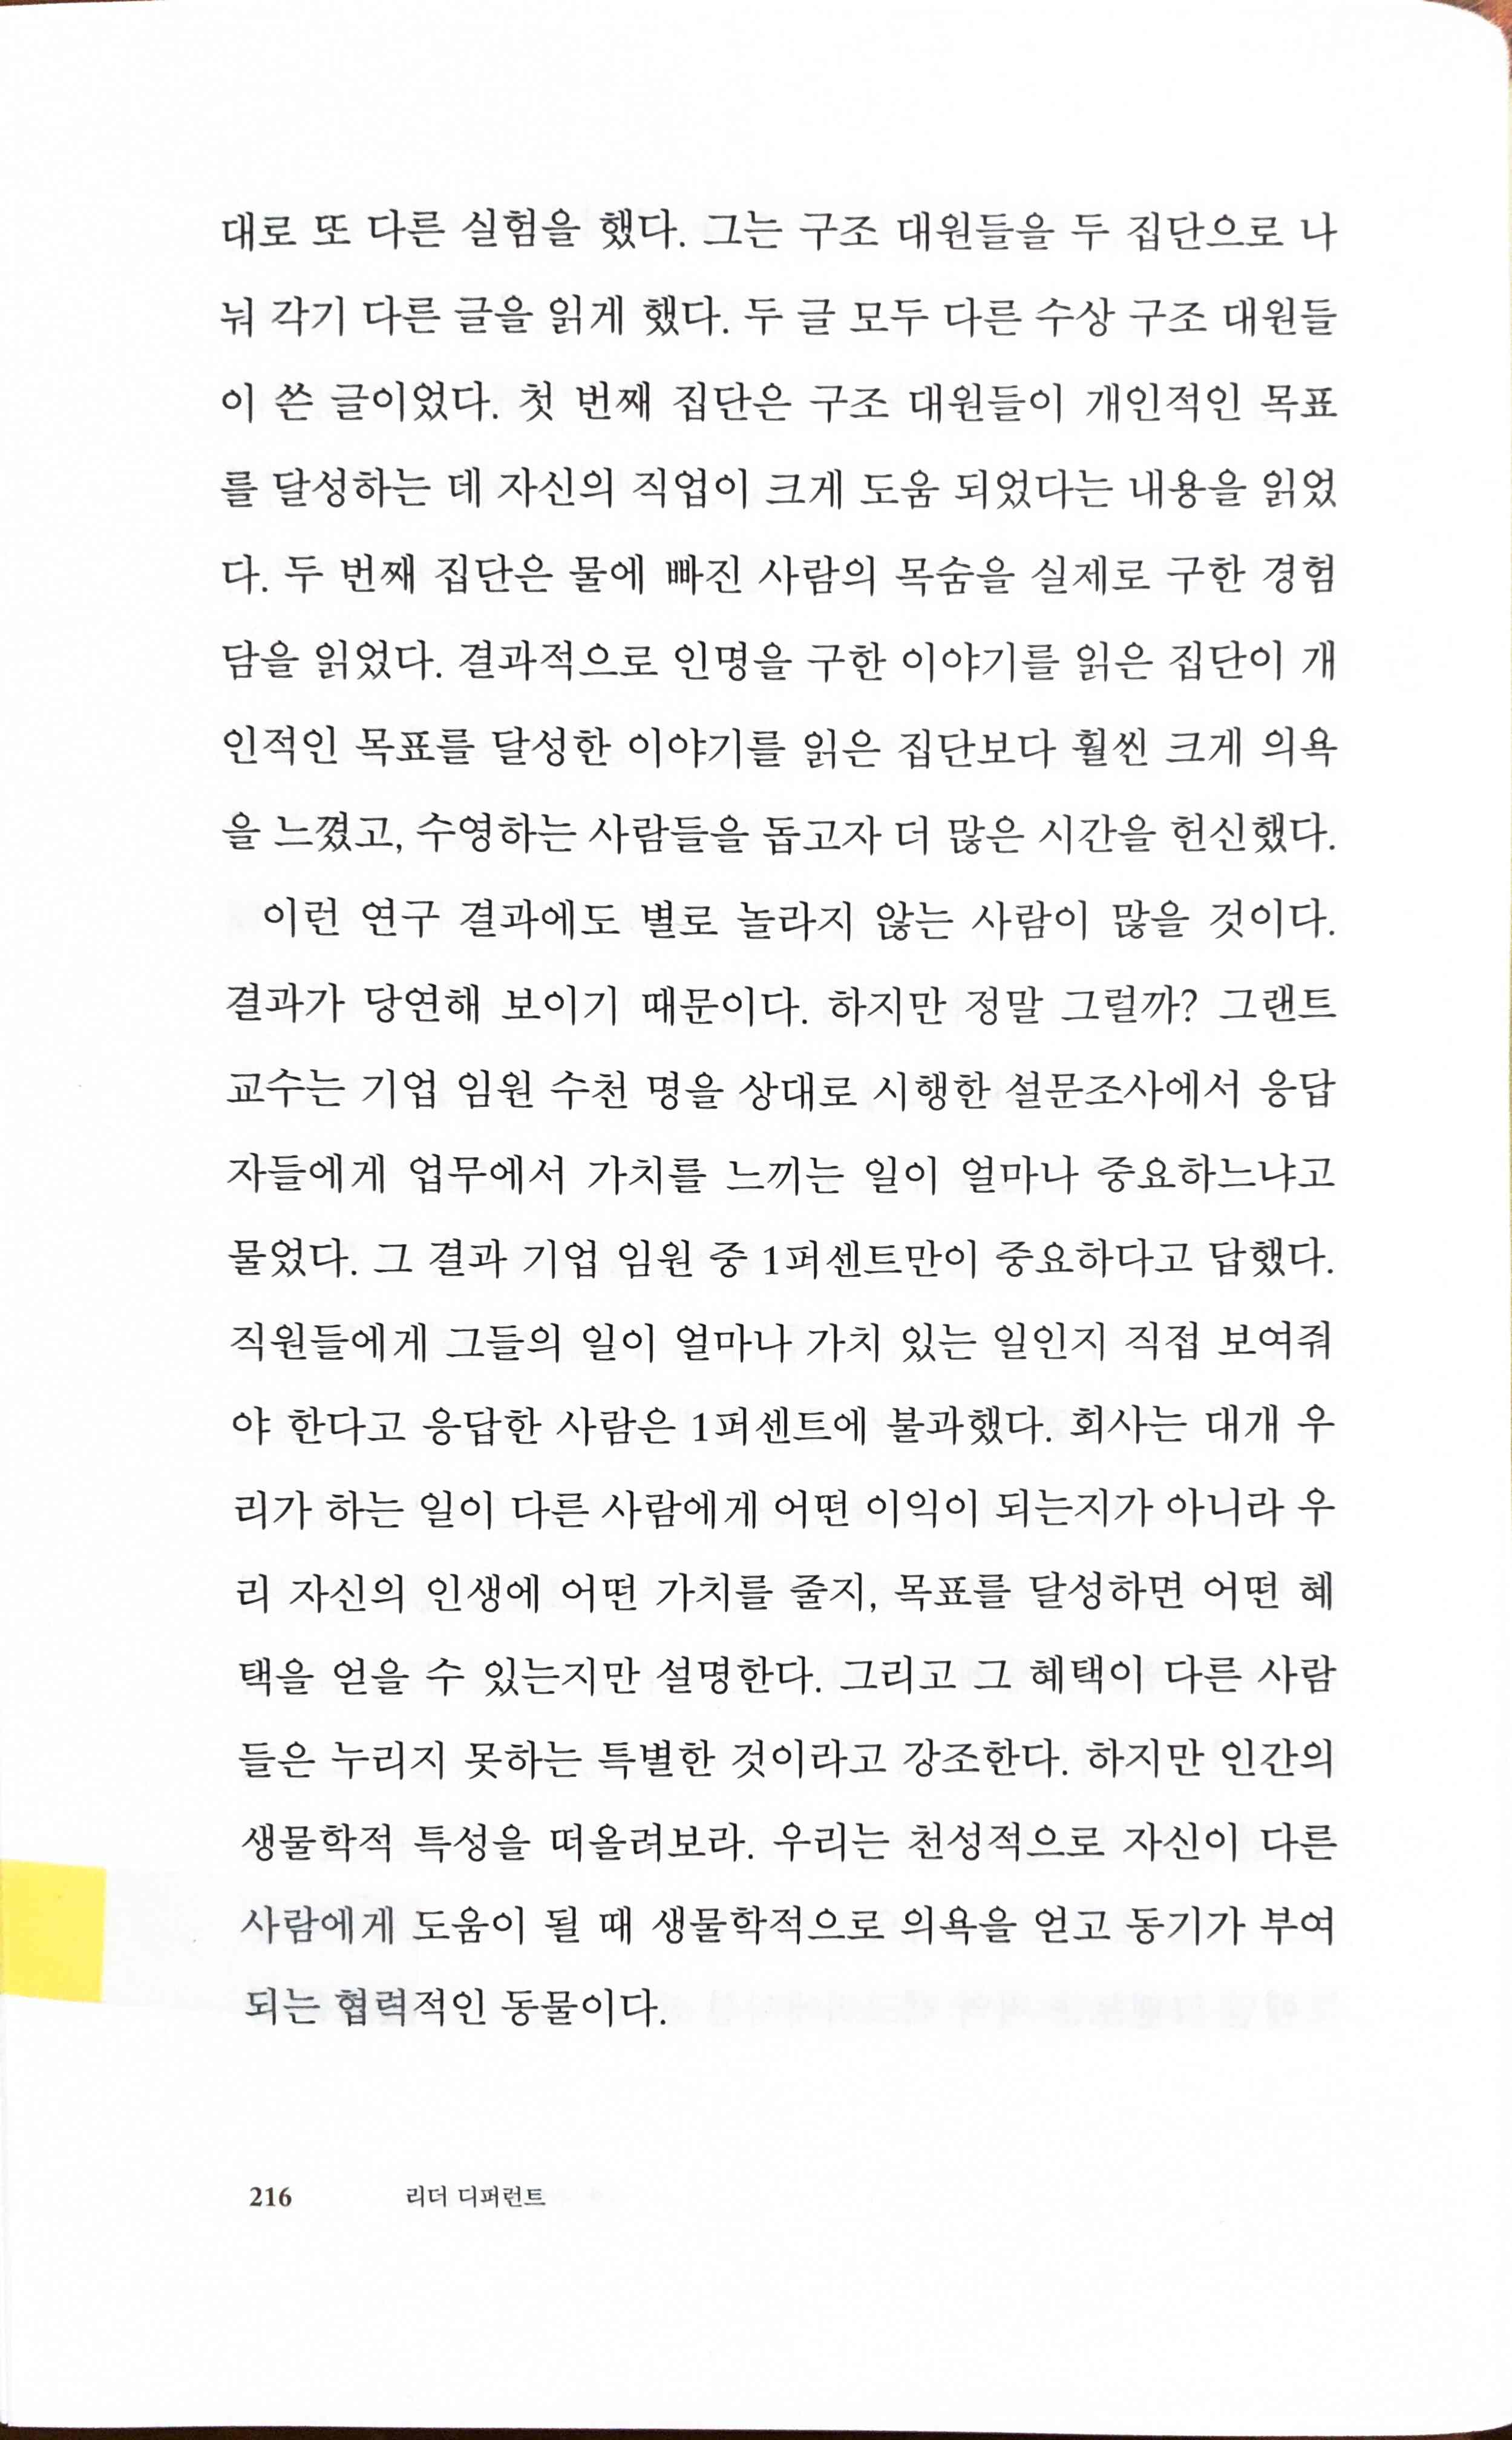 대로 또 다른 실험을 했다. 그는 구조 대원들을 두 집단으로 나
눠 각기 다른 글을 읽게 했다. 두 글 모두 다른 수상 구조 대원들
이 쓴 글이었다. 첫 번째 집단은 구조 대원들이 개인적인 목표
를 달성하는 데 자신의 직업이 크게 도움 되었다는 내용을 읽었
다. 두 번째 집단은 물에 빠진 사람의 목숨을 실제로 구한 경험
담을 읽었다. 결과적으로 인명을 구한 이야기를 읽은 집단이 개
인적인 목표를 달성한 이야기를 읽은 집단보다 훨씬 크게 의욕
을 느꼈고, 수영하는 사람들을 돕고자 더 많은 시간을 헌신했다.
이런 연구 결과에도 별로 놀라지 않는 사람이 많을 것이다.
결과가 당연해 보이기 때문이다. 하지만 정말 그럴까? 그랜트
교수는 기업 임원 수천 명을 상대로 시행한 설문조사에서 응답
자들에게 업무에서 가치를 느끼는 일이 얼마나 중요하느냐고
물었다. 그 결과 기업 임원 중 1퍼센트만이 중요하다고 답했다.
직원들에게 그들의 일이 얼마나 가치 있는 일인지 직접 보여줘
야 한다고 응답한 사람은 1퍼센트에 불과했다. 회사는 대개 우
리가 하는 일이 다른 사람에게 어떤 이익이 되는지가 아니라 우
리 자신의 인생에 어떤 가치를 줄지, 목표를 달성하면 어떤 혜
택을 얻을 수 있는지만 설명한다. 그리고 그 혜택이 다른 사람
들은 누리지 못하는 특별한 것이라고 강조한다. 하지만 인간의
생물학적 특성을 떠올려보라. 우리는 천성적으로 자신이 다른
사람에게 도움이 될 때 생물학적으로 의욕을 얻고 동기가 부여
되는 협력적인 동물이다.
216 리더 디퍼런트